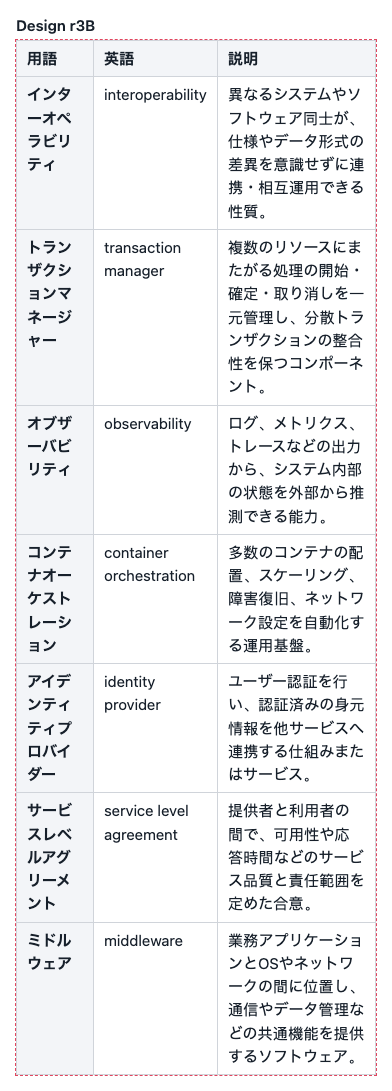 Design r3B
用語 英語 説明
インタ interoperability 異なるシステムやソ
ーオペ フトウェア同士が、
ラビリ 仕様やデータ形式の
ティ 差異を意識せずに連
携・相互運用できる
性質。
トラン transaction 複数のリソースにま
ザクシ manager たがる処理の開始・
ョンマ 確定・取り消しを一
ネージ 元管理し、分散トラ
ャー ンザクションの整合
性を保つコンポーネ
ント。
オブザ observability ログ、メトリクス、
ーバビ トレースなどの出力
リティ から、システム内部
の状態を外部から推
測できる能力。
コンテ container 多数のコンテナの配
ナオー orchestration 置、スケーリング、
ケスト 障害復旧、ネットワ
レーシ ーク設定を自動化す
ョン る運用基盤。
アイデ identity ユーザー認証を行
ンティ provider い、認証済みの身元
ティプ 情報を他サービスへ
ロバイ 連携する仕組みまた
ダー はサービス。
サービ service level 提供者と利用者の
スレベ agreement 間で、可用性や応
ルアグ 答時間などのサービ
リーメ ス品質と責任範囲を
ント 定めた合意。
ミドル middleware 業務アプリケーショ
ウェア ンとOSやネットワ
ークの間に位置し、
通信やデータ管理な
どの共通機能を提供
するソフトウェア。